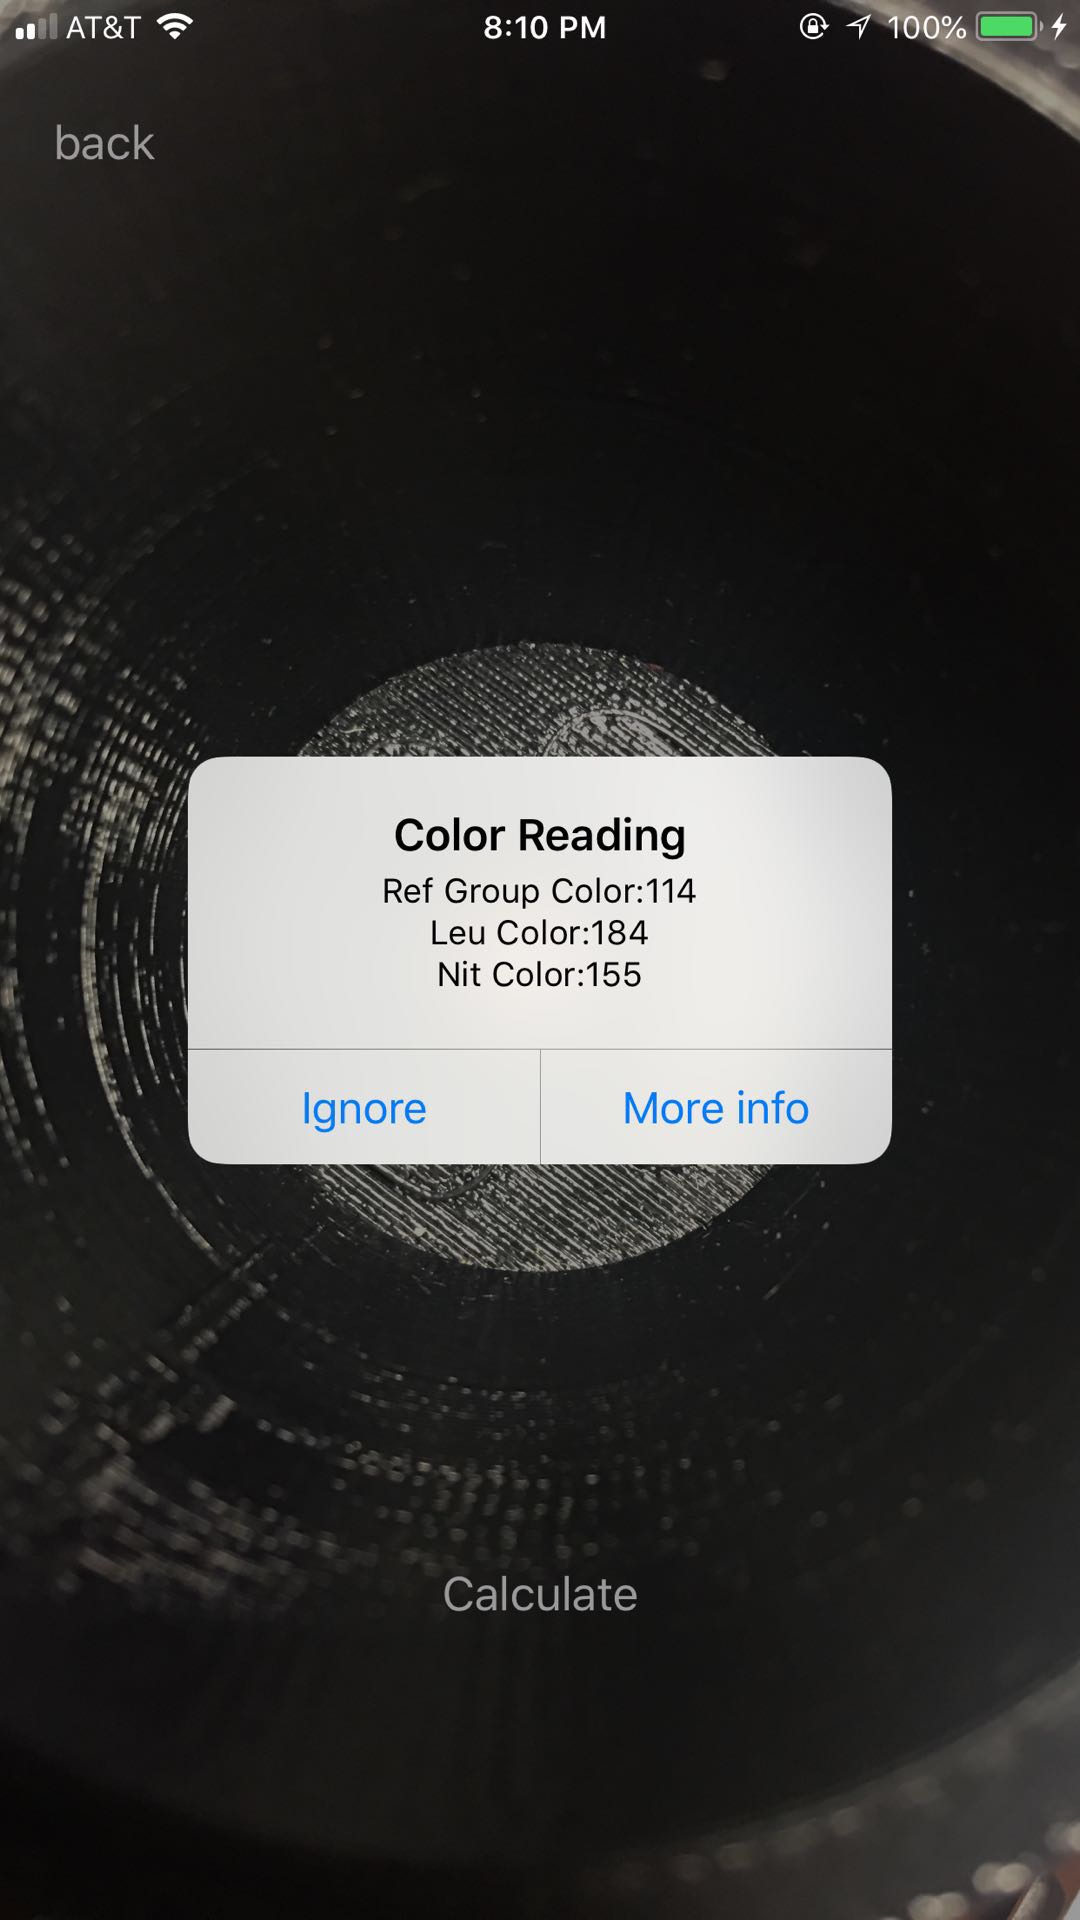 AT&T 8:10 PM 100%
back
Color Reading
Ref Group Color:114
Leu Color:184
Nit Color:155
Ignore More info
Calculate